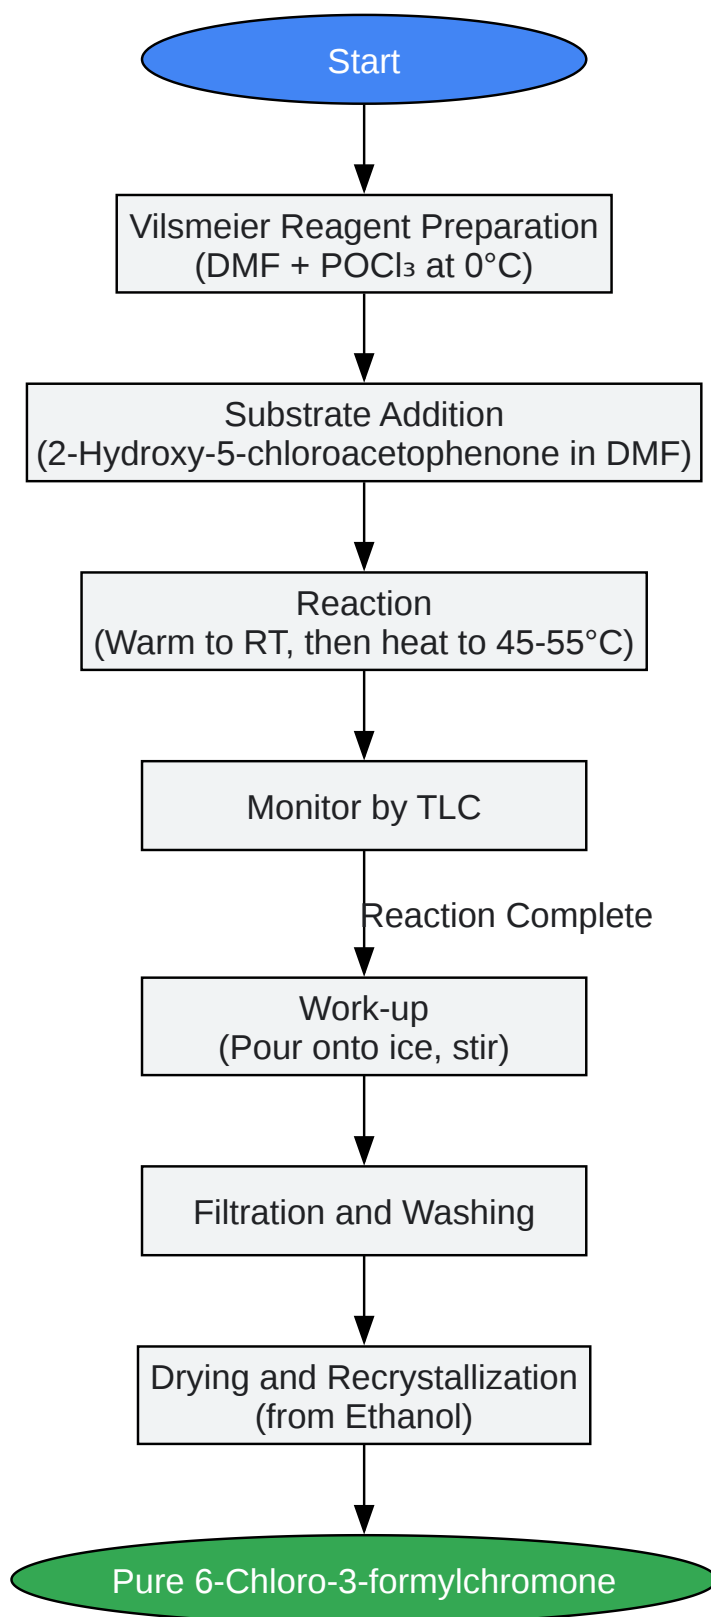 Start
Vilsmeier Reagent Preparation
(DMF + POCl₃ at 0°C)
Substrate Addition
(2-Hydroxy-5-chloroacetophenone in DMF)
Reaction
(Warm to RT, then heat to 45-55°C)
Monitor by TLC
Reaction Complete
Work-up
(Pour onto ice, stir)
Filtration and Washing
Drying and Recrystallization
(from Ethanol)
Pure 6-Chloro-3-formylchromone